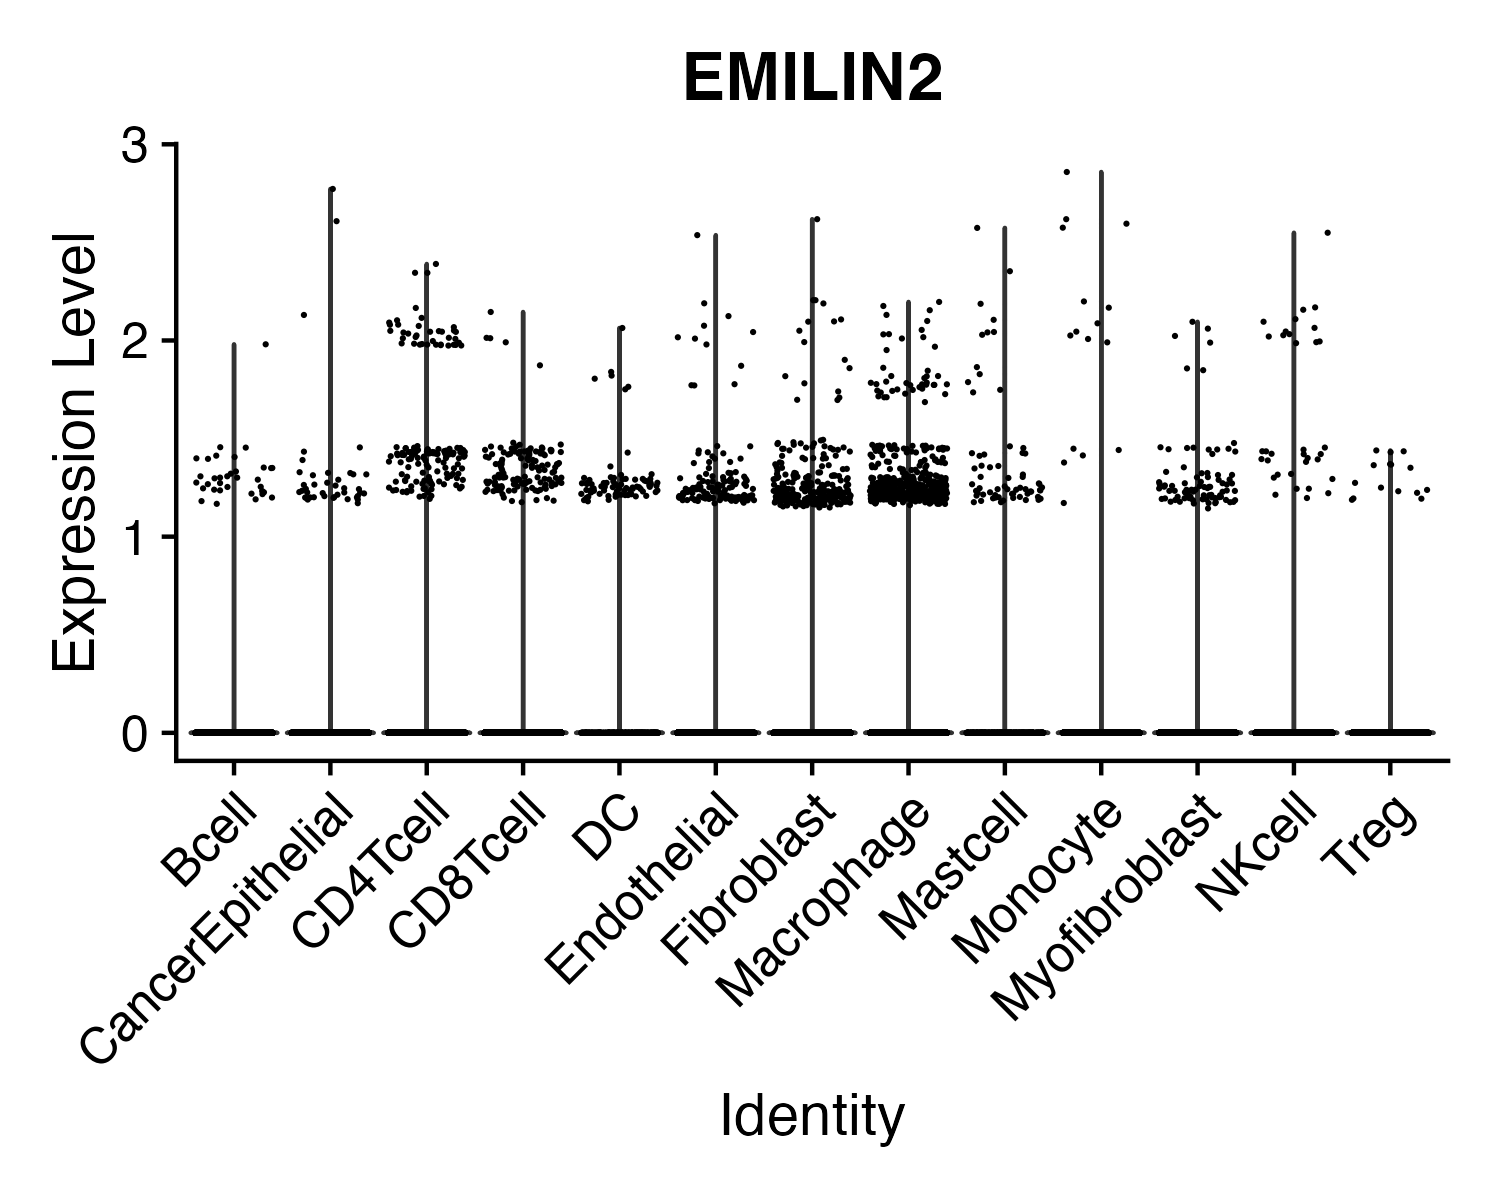 EMILIN2
3
2
1
0
Expression Level
Bcell
CancerEpithelial
CD4Tcell
CD8Tcell
DC
Endothelial
Fibroblast
Macrophage
Mastcell
Monocyte
Myofibroblast
NKcell
Treg
Identity